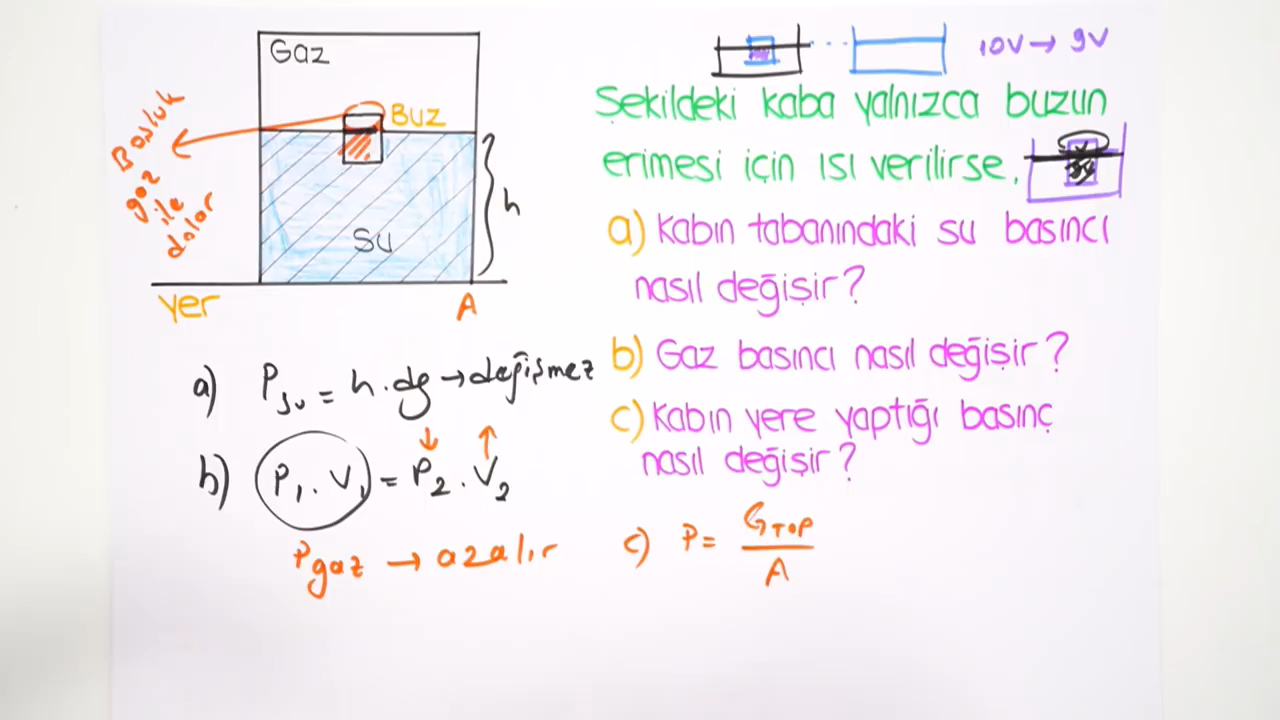 Gaz
Buz
Boşluk
gaz
ile
dolar
h
Su
yer
A
10V → 9V
Şekildeki kaba yalnızca buzun
erimesi için ısı verilirse,
a) Kabın tabanındaki su basıncı
nasıl değişir?
b) Gaz basıncı nasıl değişir?
c) Kabın yere yaptığı basınç
nasıl değişir?
a) Psu = h.dg → değişmez
b) P1 . V1 = P2 . V2
Pgaz → azalır
c) P = GTOP / A